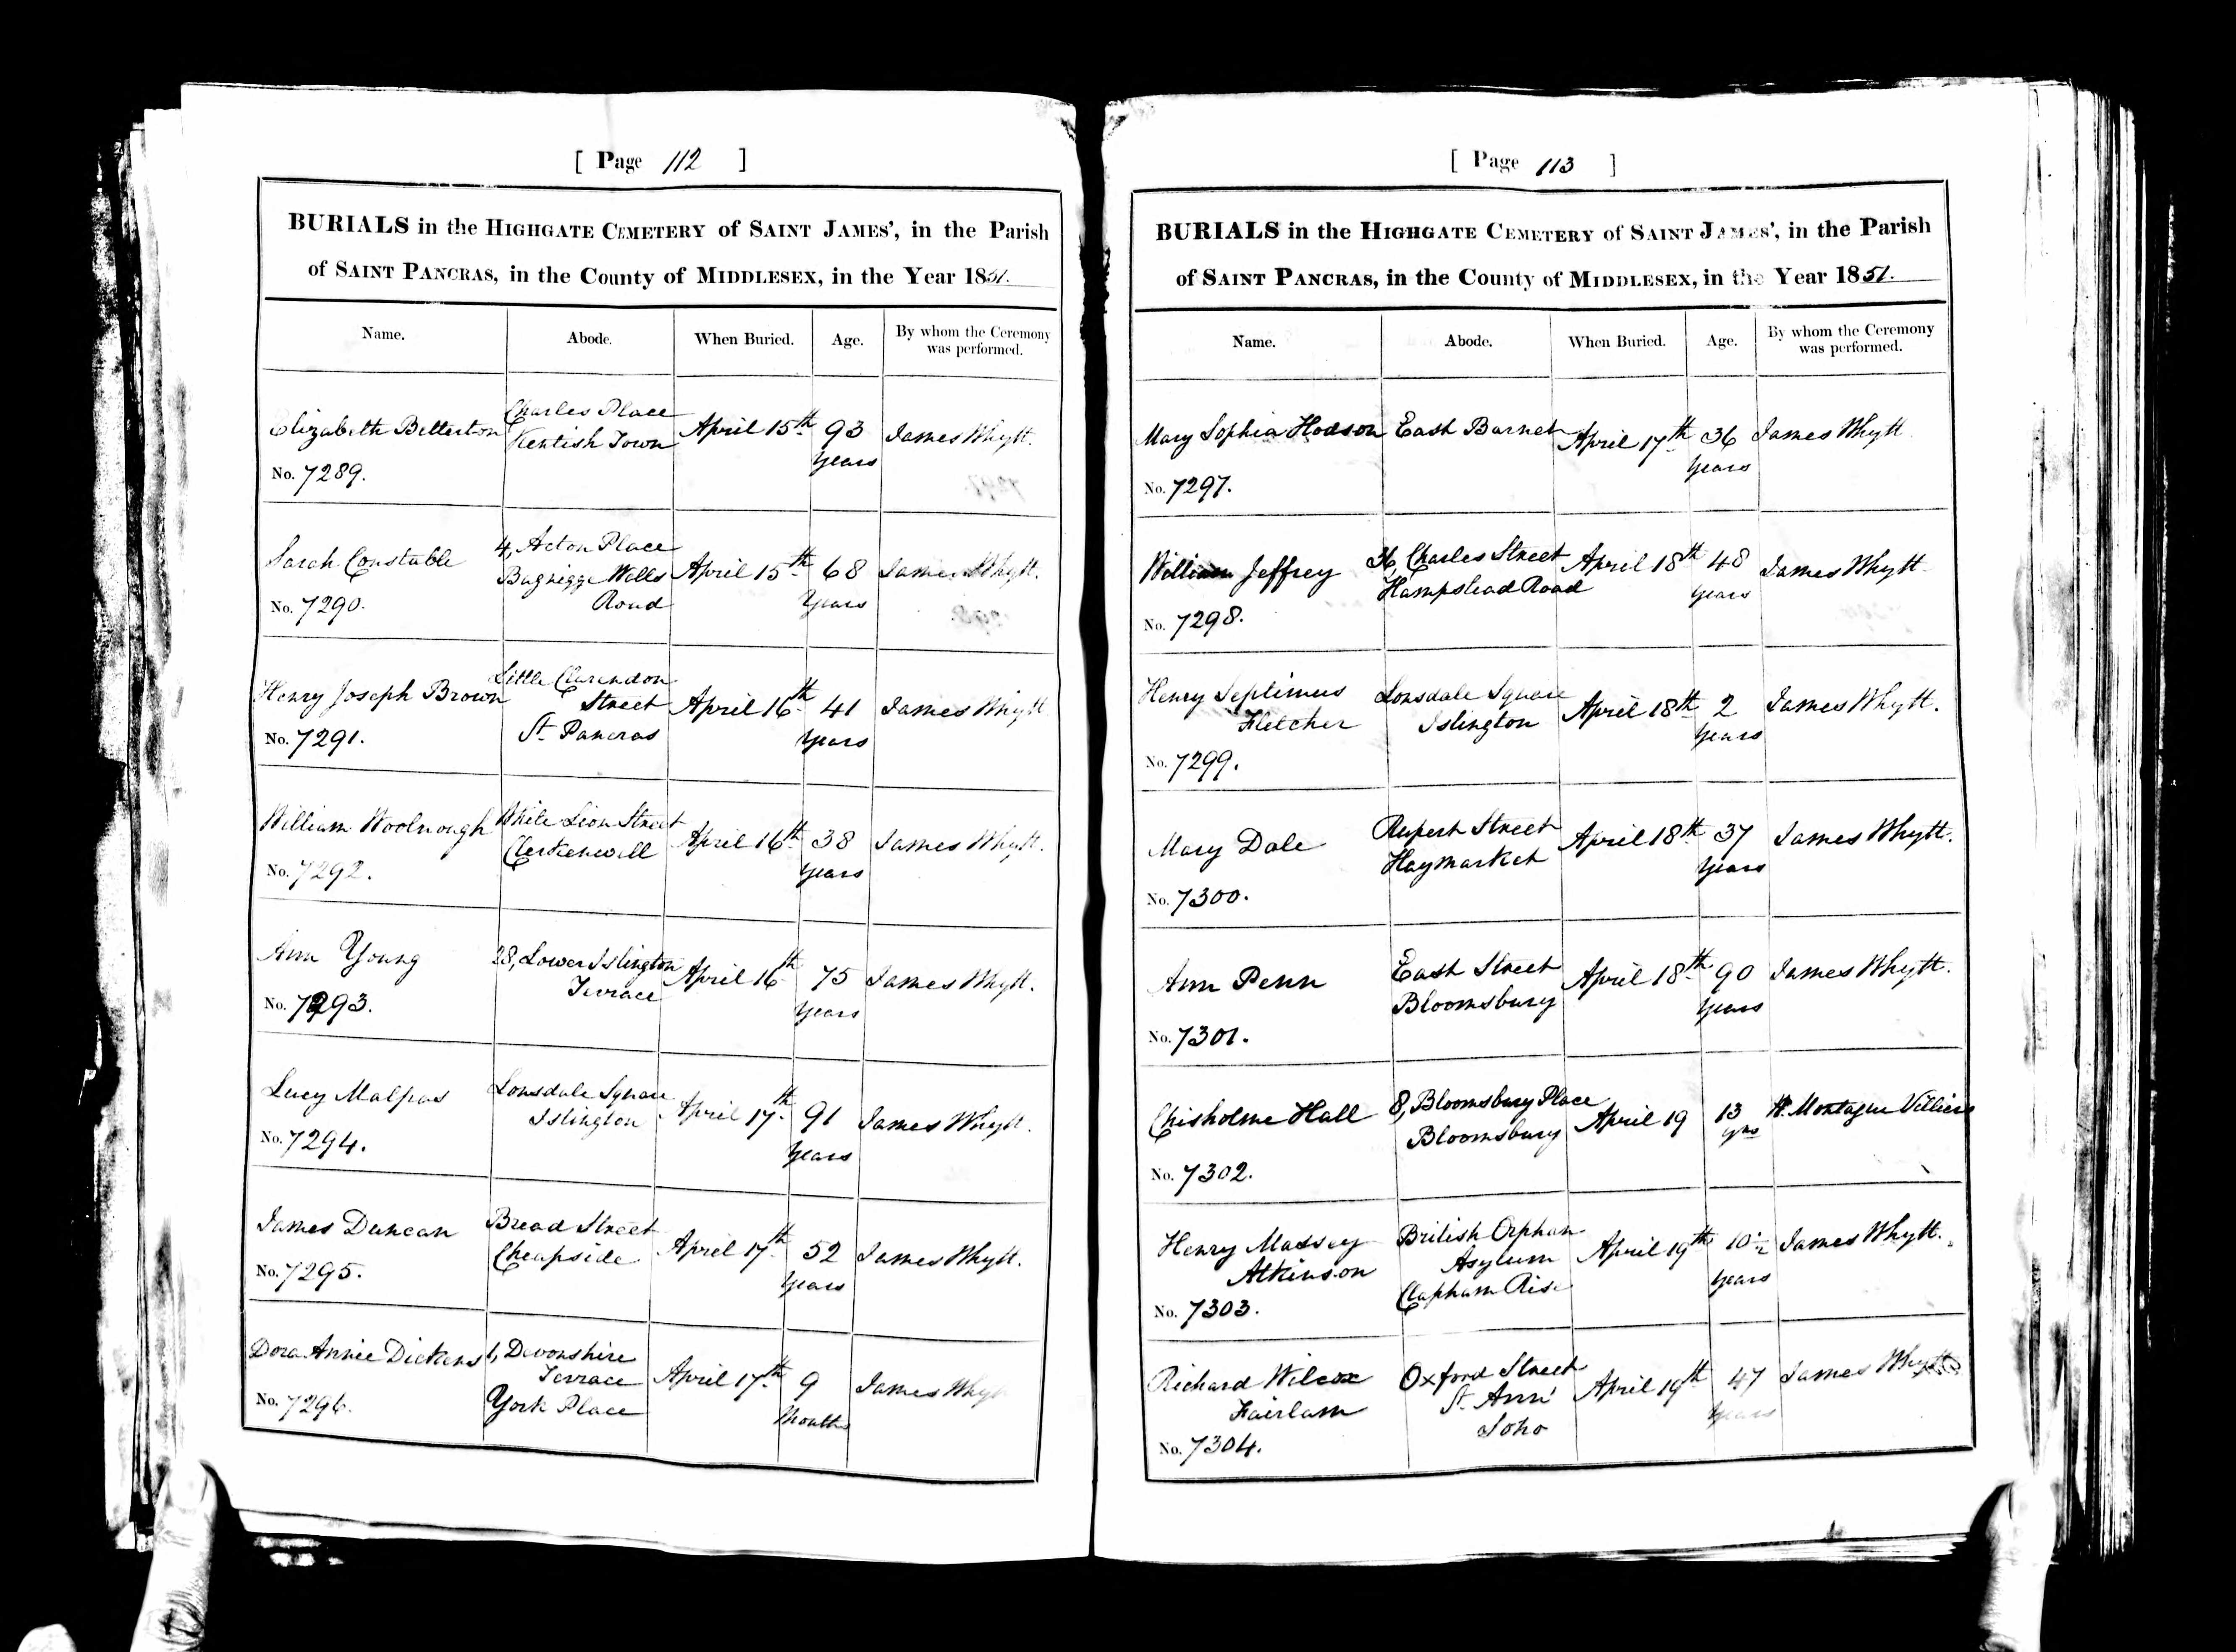 [ Page 112 ]
BURIALS in the HIGHGATE CEMETERY of SAINT JAMES', in the Parish
of SAINT PANCRAS, in the County of MIDDLESEX, in the Year 1851.
Name. Abode. When Buried. Age. By whom the Ceremony
was performed.
Elizabeth Betterton Charles Place
Kentish Town April 15th 93
Years James Whytt.
No. 7289.
Sarah Constable 4, Acton Place
Bagnigge Wells
Road April 15th 68
Years James Whytt.
No. 7290.
Henry Joseph Brown Little Clarendon
Street
St. Pancras April 16th 41
Years James Whytt
No. 7291.
William Woolnough White Lion Street
Clerkenwell April 16th 38
Years James Whytt.
No. 7292.
Ann Young 28, Lower Islington
Terrace April 16th 75
Years James Whytt.
No. 7293.
Lucy Malpas Lonsdale Square
Islington April 17th 91
Years James Whytt.
No. 7294.
James Duncan Bread Street
Cheapside April 17th 52
Years James Whytt.
No. 7295.
Dora Annie Dickens 1, Devonshire
Terrace
York Place April 17th 9
Months James Whyt
No. 7296.
[ Page 113 ]
BURIALS in the HIGHGATE CEMETERY of SAINT JAMES', in the Parish
of SAINT PANCRAS, in the County of MIDDLESEX, in the Year 1851.
Name. Abode. When Buried. Age. By whom the Ceremony
was performed.
Mary Sophia Hodson East Barnet April 17th 36
Years James Whytt
No. 7297.
William Jeffrey 36, Charles Street
Hampstead Road April 18th 48
Years James Whytt
No. 7298.
Henry Septimus
Fletcher Lonsdale Square
Islington April 18th 2
Years James Whytt.
No. 7299.
Mary Dale Rupert Street
Haymarket April 18th 37
Years James Whytt.
No. 7300.
Ann Penn East Street
Bloomsbury April 18th 90
Years James Whytt.
No. 7301.
Chisholme Hall 8, Bloomsbury Place
Bloomsbury April 19 13
yrs H. Montagu Villiers
No. 7302.
Henry Massey
Atkinson British Orphan
Asylum
Clapham Rise April 19th 10½
Years James Whytt.
No. 7303.
Richard Wilcox
Fairlam Oxford Street
St. Ann'
Soho April 19th 47
Years James Whytt
No. 7304.